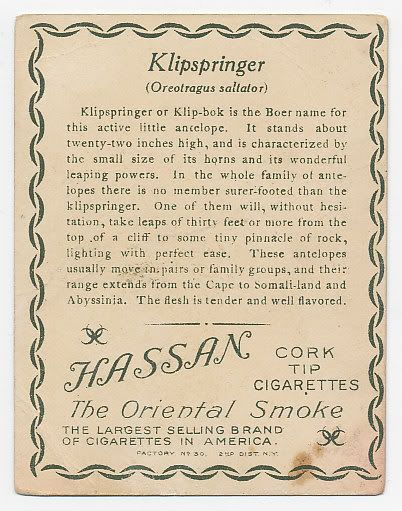 Klipspringer
(Oreotragus saltator)
Klipspringer or Klip-bok is the Boer name for
this active little antelope. It stands about
twenty-two inches high, and is characterized by
the small size of its horns and its wonderful
leaping powers. In the whole family of ante-
lopes there is no member surer-footed than the
klipspringer. One of them will, without hesi-
tation, take leaps of thirty feet or more from the
top of a cliff to some tiny pinnacle of rock,
lighting with perfect ease. These antelopes
usually move in pairs or family groups, and their
range extends from the Cape to Somali-land and
Abyssinia. The flesh is tender and well flavored.
HASSAN CORK
TIP
CIGARETTES
The Oriental Smoke
THE LARGEST SELLING BRAND
OF CIGARETTES IN AMERICA.
FACTORY Nº 30. 2ND DIST. N.Y.